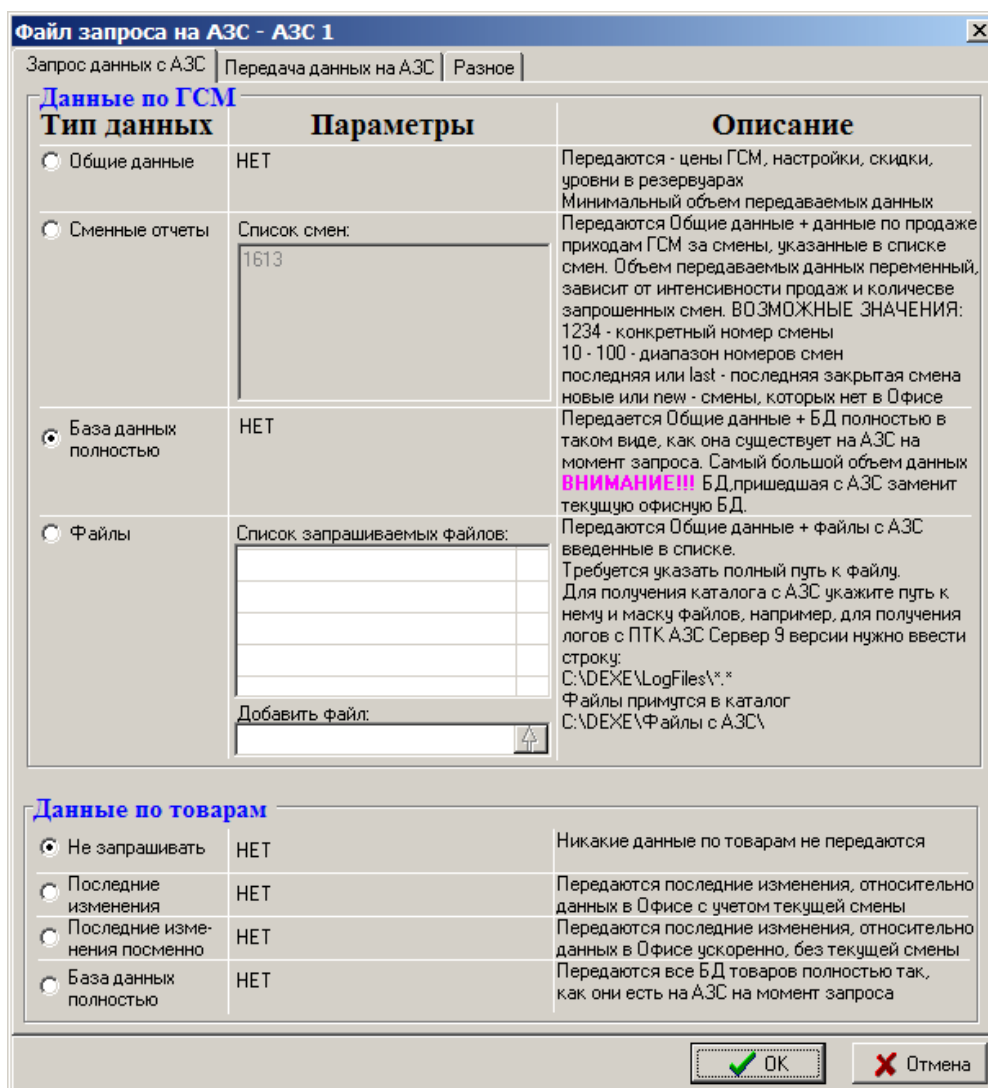 Файл запроса на АЗС - АЗС 1
Запрос данных с АЗС
Передача данных на АЗС
Разное
Данные по ГСМ
Тип данных
Параметры
Описание
Общие данные
НЕТ
Передаются - цены ГСМ, настройки, скидки,
уровни в резервуарах
Минимальный объем передаваемых данных
Сменные отчеты
Список смен:
1613
Передаются Общие данные + данные по продаже
приходам ГСМ за смены, указанные в списке
смен. Объем передаваемых данных переменный,
зависит от интенсивности продаж и количесве
запрошенных смен. ВОЗМОЖНЫЕ ЗНАЧЕНИЯ:
1234 - конкретный номер смены
10 - 100 - диапазон номеров смен
последняя или last - последняя закрытая смена
новые или new - смены, которых нет в Офисе
База данных
полностью
НЕТ
Передается Общие данные + БД полностью в
таком виде, как она существует на АЗС на
момент запроса. Самый большой объем данных
ВНИМАНИЕ!!! БД,пришедшая с АЗС заменит
текущую офисную БД.
Файлы
Список запрашиваемых файлов:
Добавить файл:
Передаются Общие данные + файлы с АЗС
введенные в списке.
Требуется указать полный путь к файлу.
Для получения каталога с АЗС укажите путь к
нему и маску файлов, например, для получения
логов с ПТК АЗС Сервер 9 версии нужно ввести
строку:
C:\DEXE\LogFiles\*.*
Файлы примутся в каталог
C:\DEXE\Файлы с АЗС\
Данные по товарам
Не запрашивать
НЕТ
Никакие данные по товарам не передаются
Последние
изменения
НЕТ
Передаются последние изменения, относительно
данных в Офисе с учетом текущей смены
Последние изме-
нения посменно
НЕТ
Передаются последние изменения, относительно
данных в Офисе ускоренно, без текущей смены
База данных
полностью
НЕТ
Передаются все БД товаров полностью так,
как они есть на АЗС на момент запроса
OK
Отмена